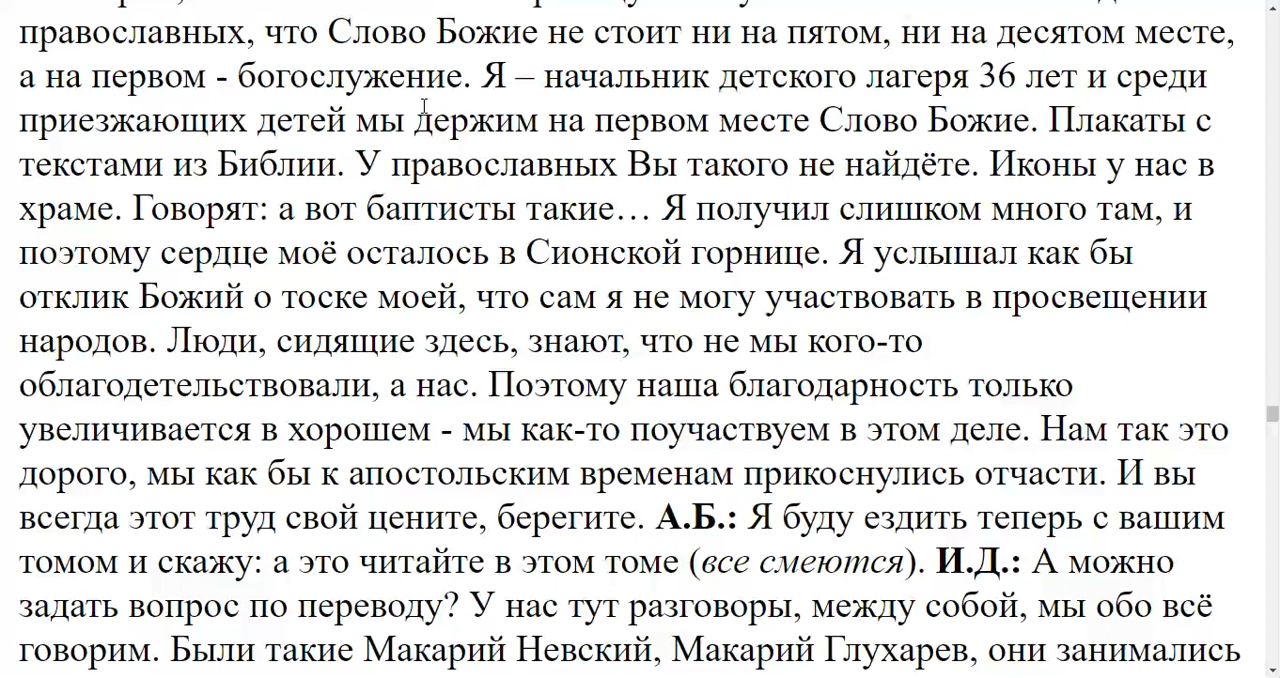 православных, что Слово Божие не стоит ни на пятом, ни на десятом месте,
а на первом - богослужение. Я – начальник детского лагеря 36 лет и среди
приезжающих детей мы держим на первом месте Слово Божие. Плакаты с
текстами из Библии. У православных Вы такого не найдёте. Иконы у нас в
храме. Говорят: а вот баптисты такие… Я получил слишком много там, и
поэтому сердце моё осталось в Сионской горнице. Я услышал как бы
отклик Божий о тоске моей, что сам я не могу участвовать в просвещении
народов. Люди, сидящие здесь, знают, что не мы кого-то
облагодетельствовали, а нас. Поэтому наша благодарность только
увеличивается в хорошем - мы как-то поучаствуем в этом деле. Нам так это
дорого, мы как бы к апостольским временам прикоснулись отчасти. И вы
всегда этот труд свой цените, берегите. А.Б.: Я буду ездить теперь с вашим
томом и скажу: а это читайте в этом томе (все смеются). И.Д.: А можно
задать вопрос по переводу? У нас тут разговоры, между собой, мы обо всё
говорим. Были такие Макарий Невский, Макарий Глухарев, они занимались